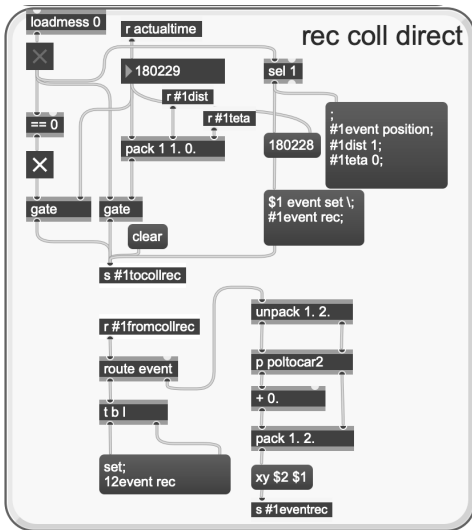 loadmess 0
r actualtime
rec coll direct
180229
sel 1
r #1dist
r #1teta
;
#1event position;
#1dist 1;
#1teta 0;
== 0
pack 1 1. 0.
180228
$1 event set \;
#1event rec;
gate
gate
clear
s #1tocollrec
r #1fromcollrec
unpack 1. 2.
route event
p poltocar2
+ 0.
t b l
pack 1. 2.
set;
12event rec
xy $2 $1
s #1eventrec